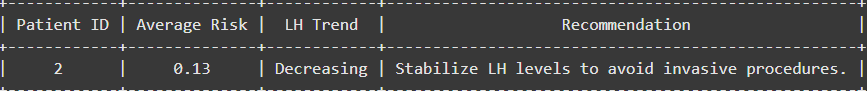 +------------+--------------+------------+-----------------------------------------------+
| Patient ID | Average Risk | LH Trend | Recommendation |
+------------+--------------+------------+-----------------------------------------------+
| 2 | 0.13 | Decreasing | Stabilize LH levels to avoid invasive procedures. |
+------------+--------------+------------+-----------------------------------------------+